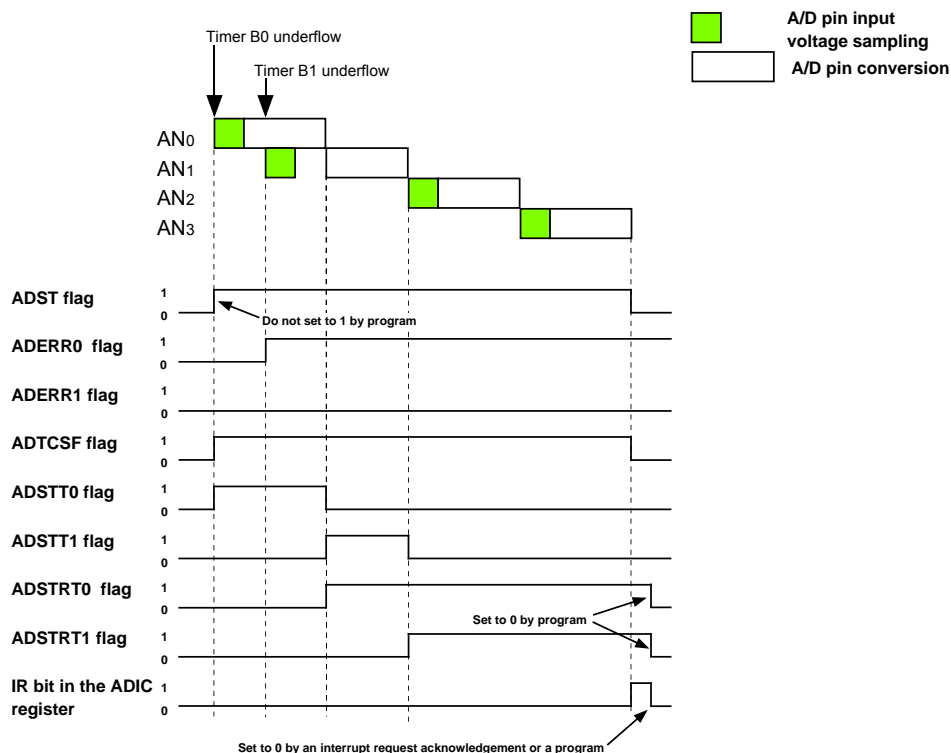 A/D pin input
voltage sampling
A/D pin conversion
Timer B0 underflow
Timer B1 underflow
AN0
AN1
AN2
AN3
ADST flag
1
0
Do not set to 1 by program
ADERR0 flag
1
0
ADERR1 flag
1
0
ADTCSF flag
1
0
ADSTT0 flag
1
0
ADSTT1 flag
1
0
ADSTRT0 flag
1
0
Set to 0 by program
ADSTRT1 flag
1
0
IR bit in the ADIC
register
1
0
Set to 0 by an interrupt request acknowledgement or a program